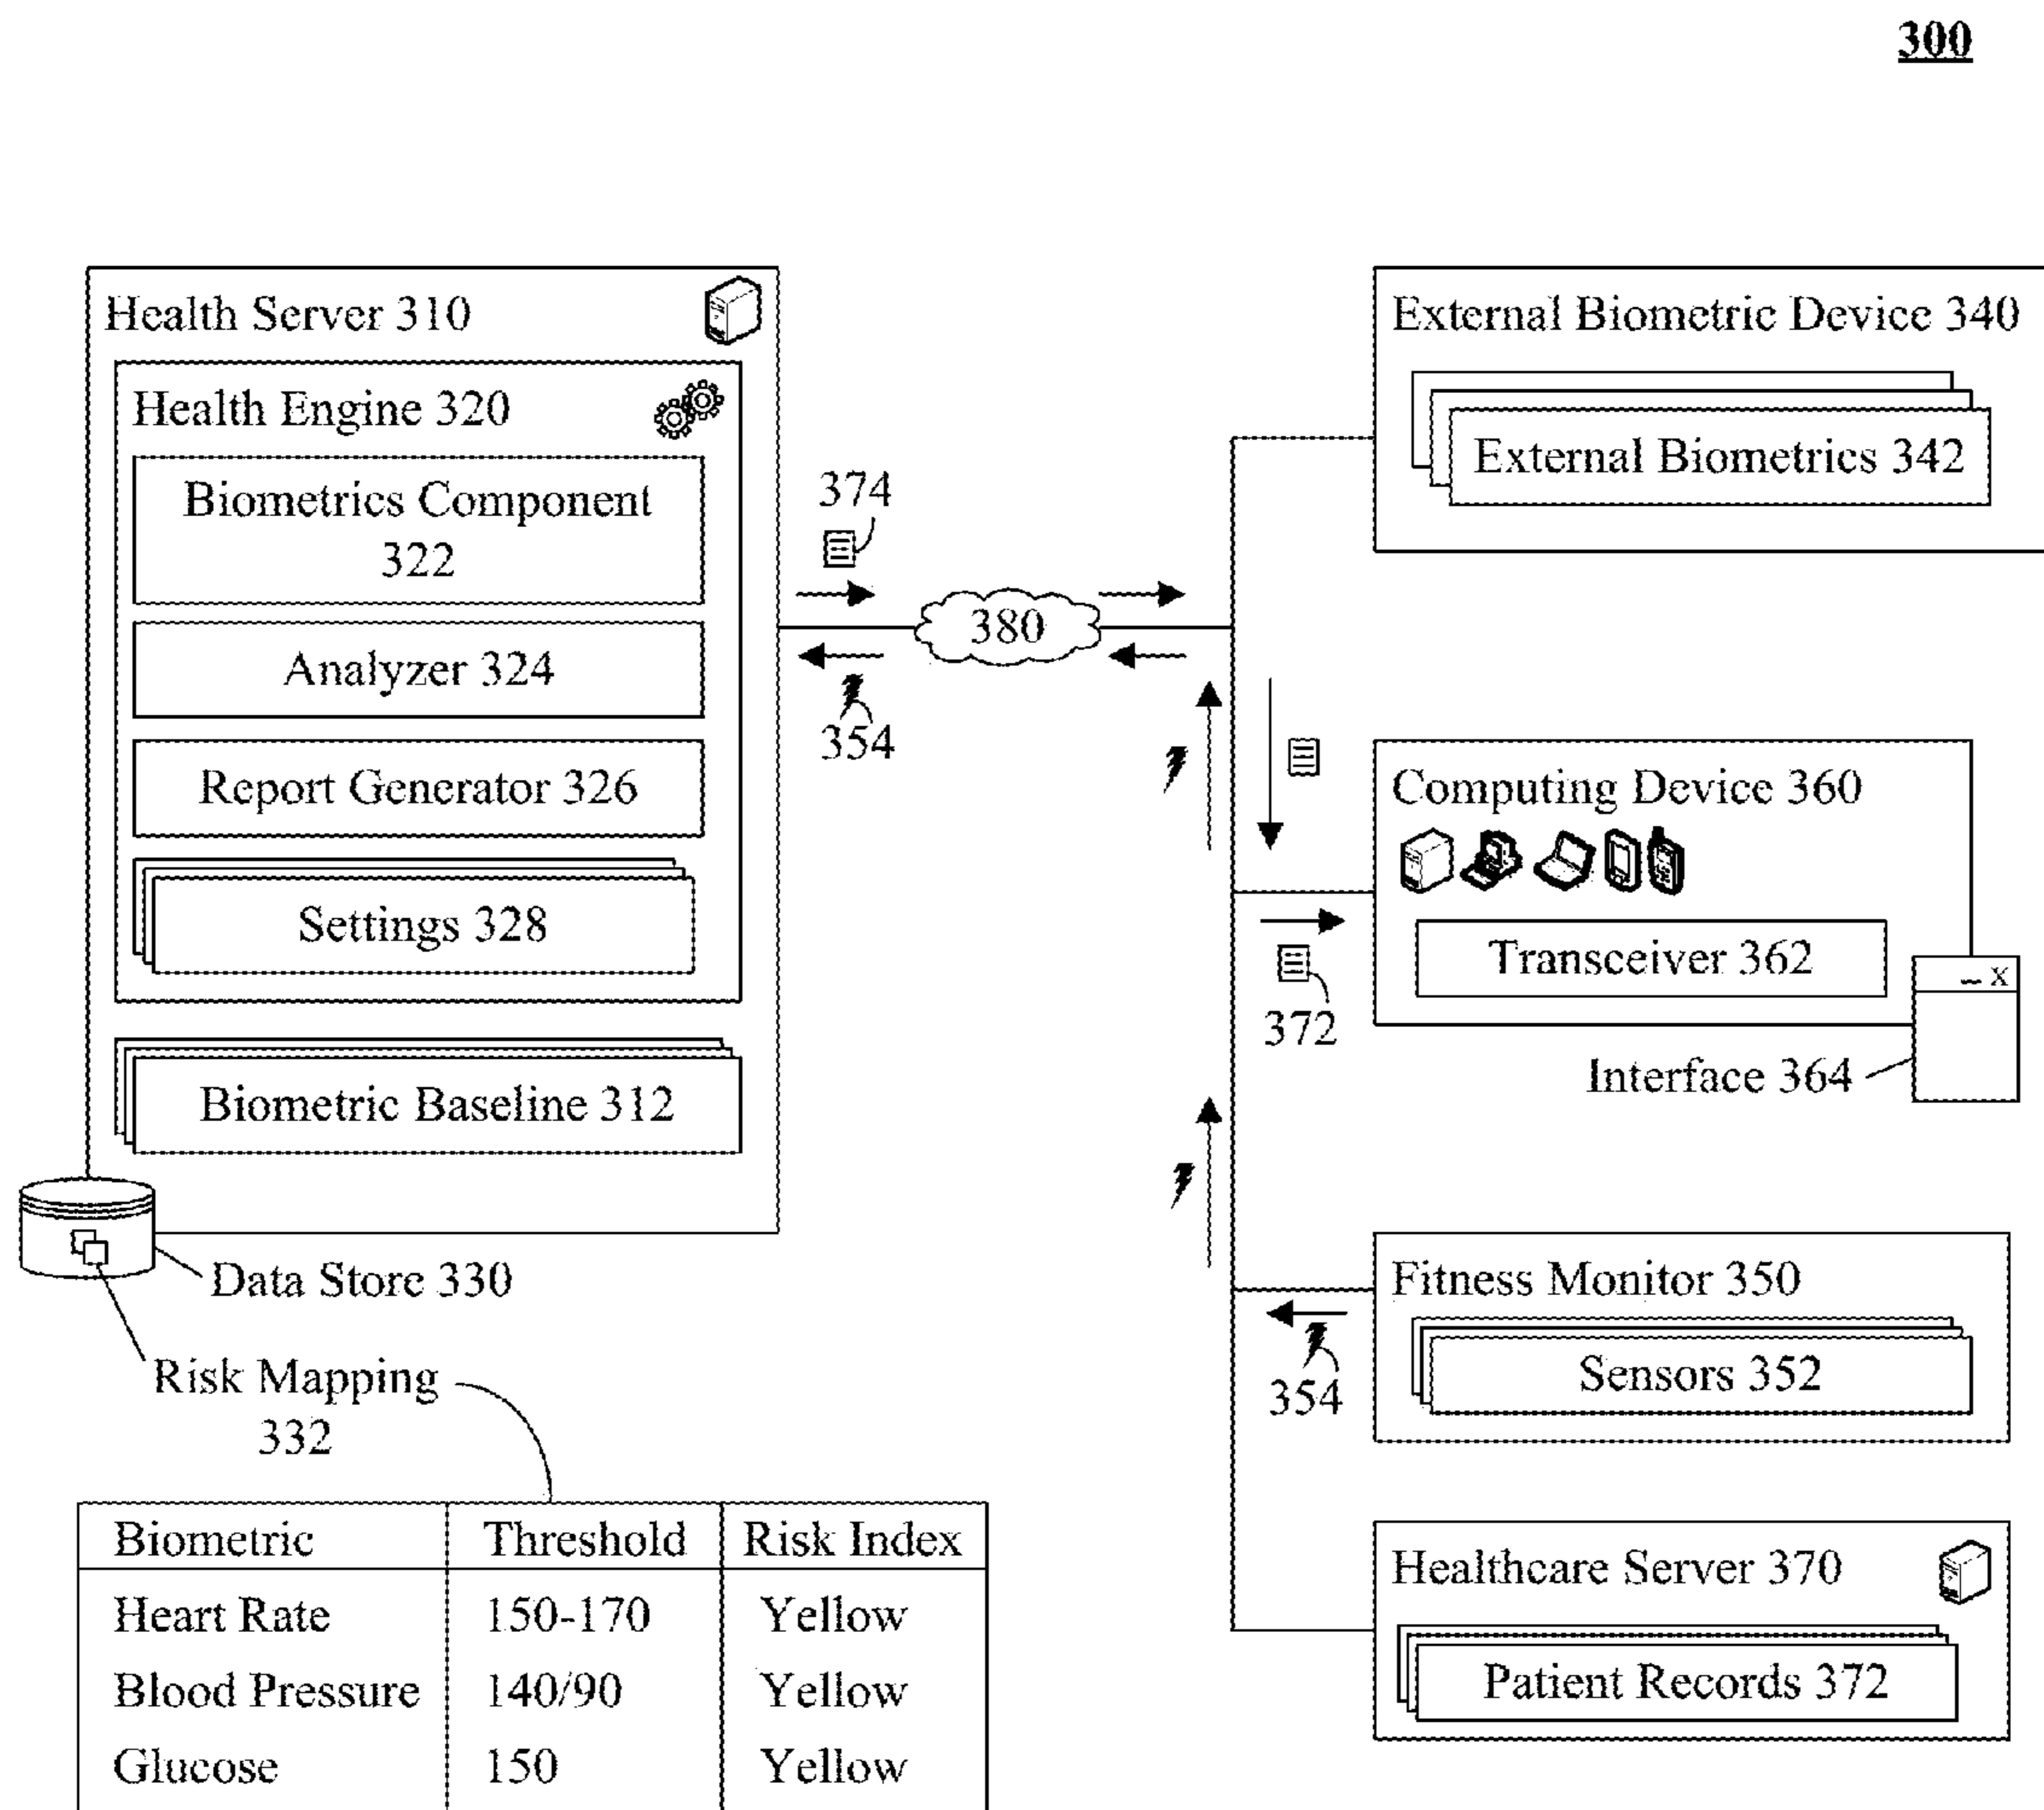 300
Health Server 310
Health Engine 320
Biometrics Component
322
Analyzer 324
Report Generator 326
Settings 328
Biometric Baseline 312
Data Store 330
Risk Mapping
332
Biometric Threshold Risk Index
Heart Rate 150-170 Yellow
Blood Pressure 140/90 Yellow
Glucose 150 Yellow
374
380
354
External Biometric Device 340
External Biometrics 342
Computing Device 360
Transceiver 362
372
– X
Interface 364
Fitness Monitor 350
Sensors 352
354
Healthcare Server 370
Patient Records 372